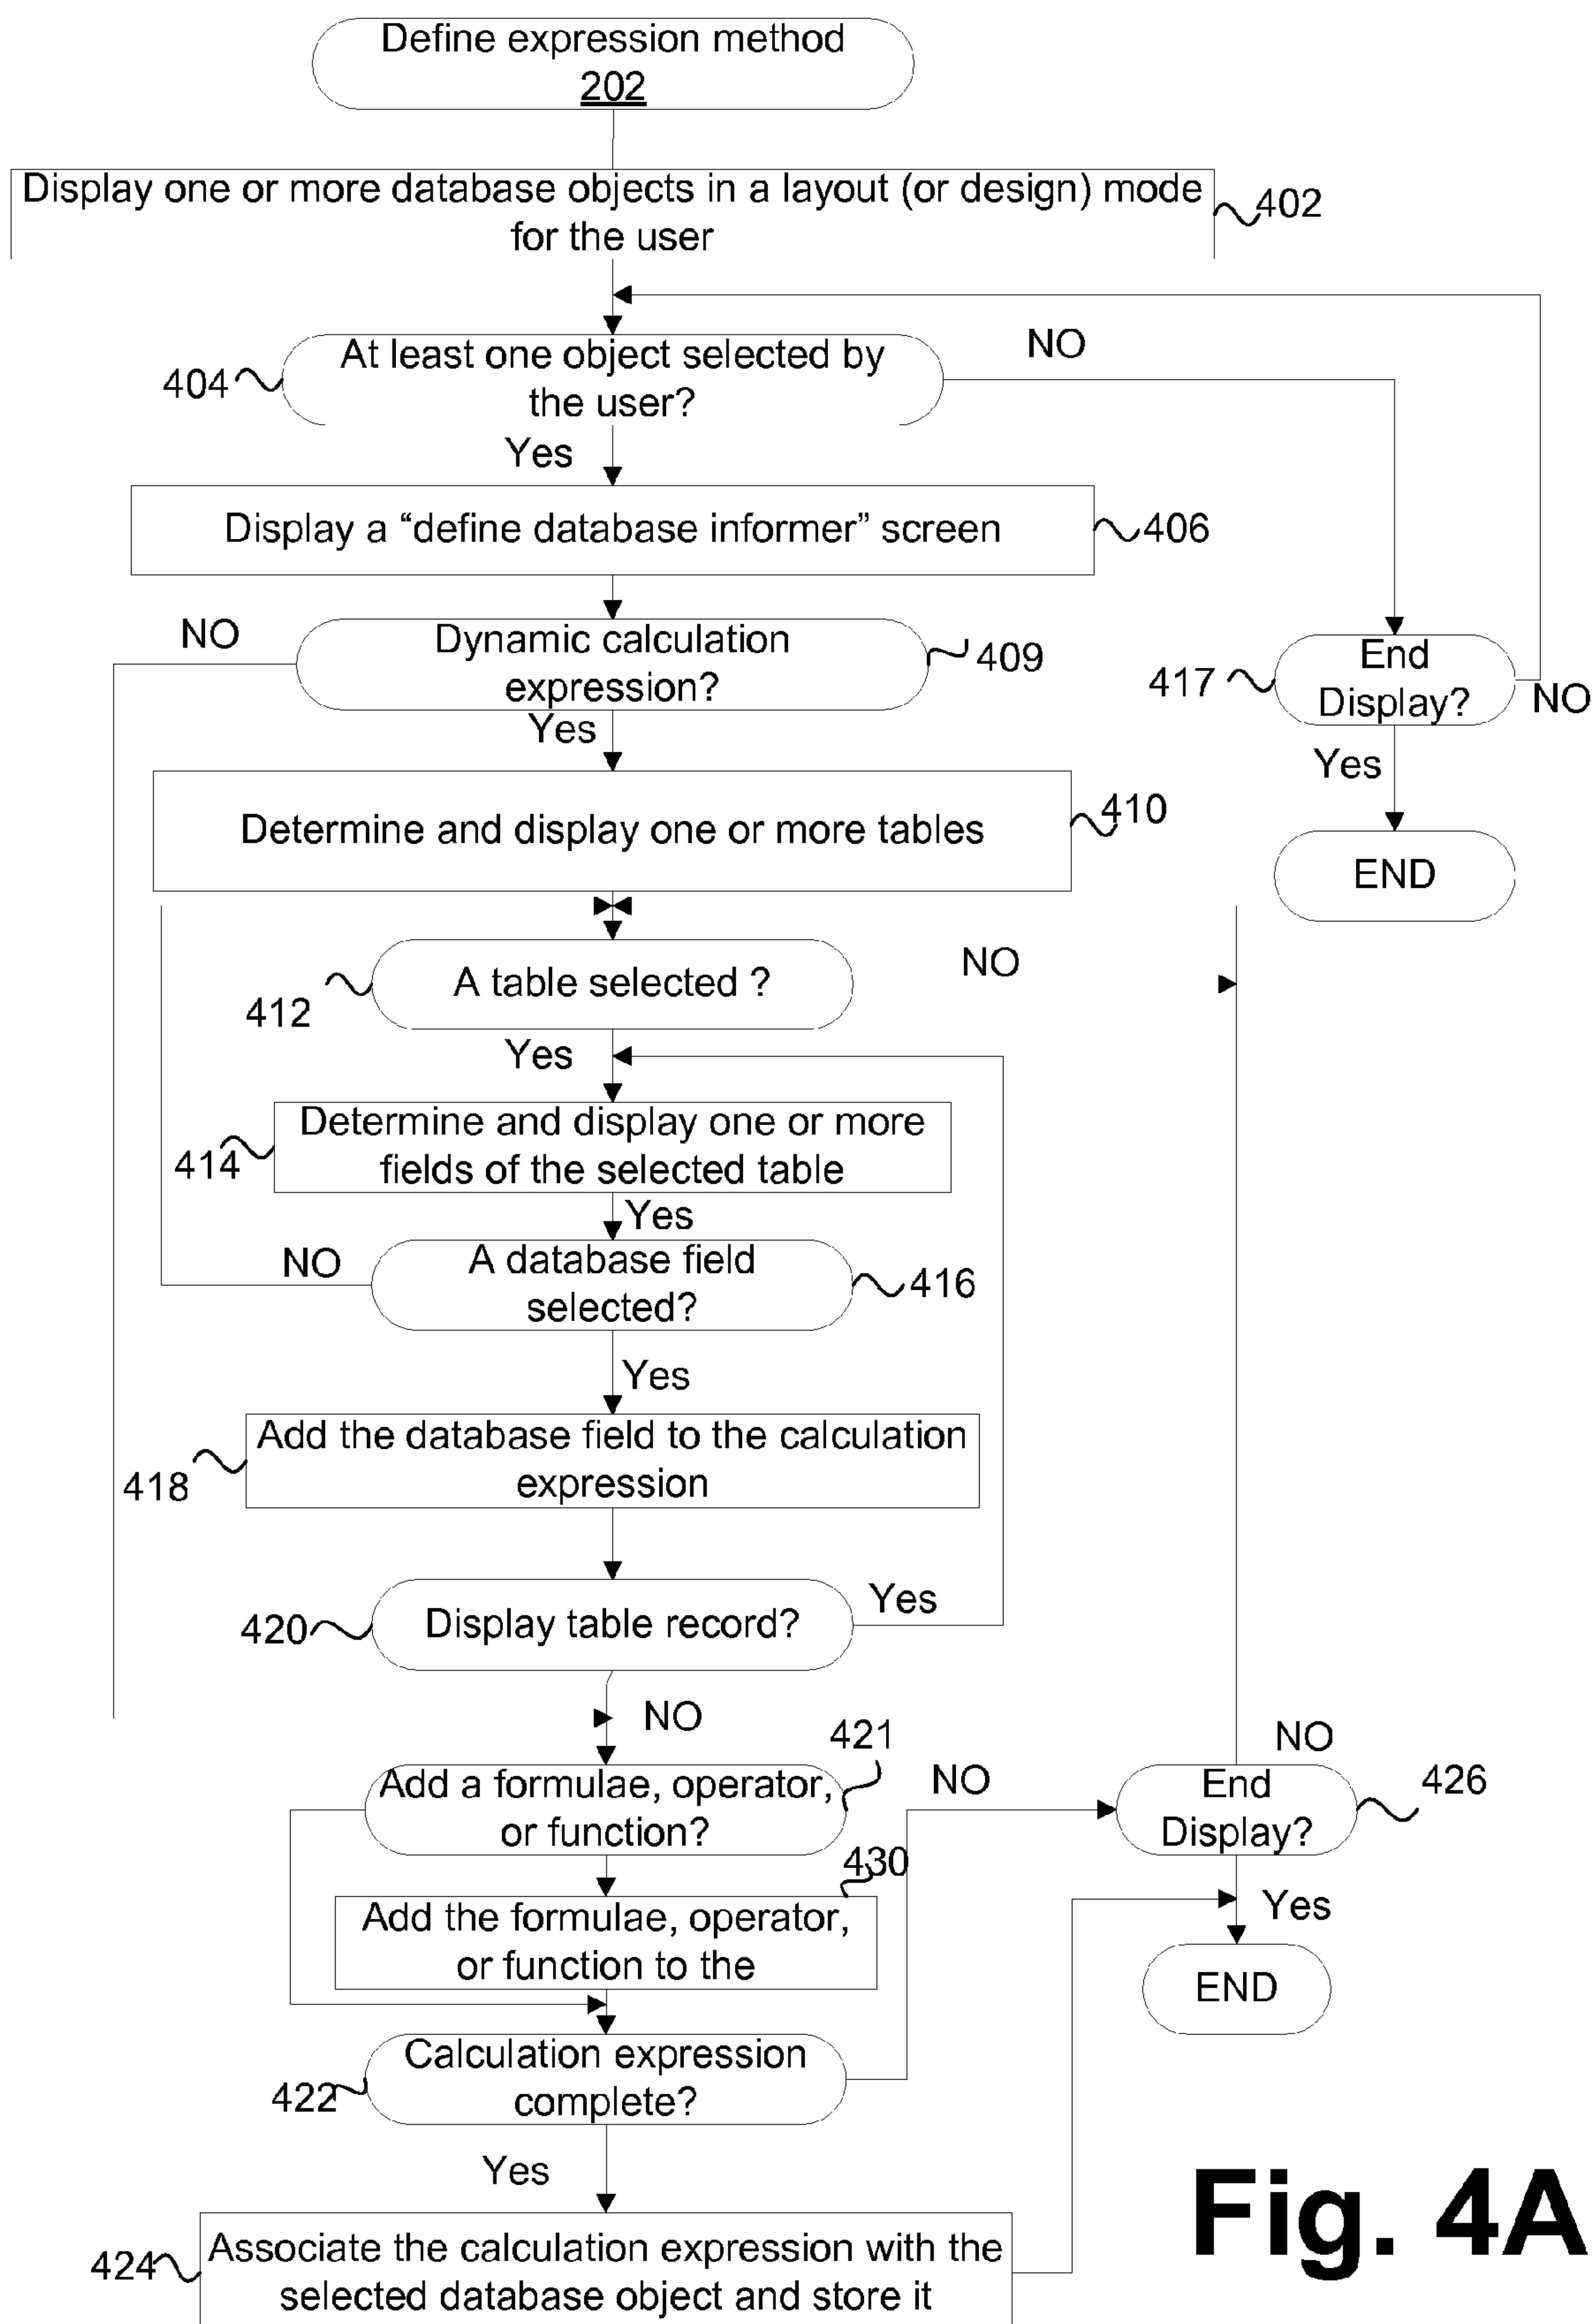 Define expression method
202
Display one or more database objects in a layout (or design) mode
for the user
402
At least one object selected by
the user?
404
NO
Yes
Display a “define database informer” screen
406
NO
Dynamic calculation
expression?
409
End
Display?
417
NO
Yes
Yes
Determine and display one or more tables
410
END
A table selected ?
NO
412
Yes
Determine and display one or more
fields of the selected table
414
Yes
NO
A database field
selected?
416
Yes
Add the database field to the calculation
expression
418
Display table record?
Yes
420
NO
421
NO
Add a formulae, operator,
or function?
NO
End
Display?
426
430
Add the formulae, operator,
or function to the
Yes
END
Calculation expression
complete?
422
Yes
Fig. 4A
Associate the calculation expression with the
selected database object and store it
424